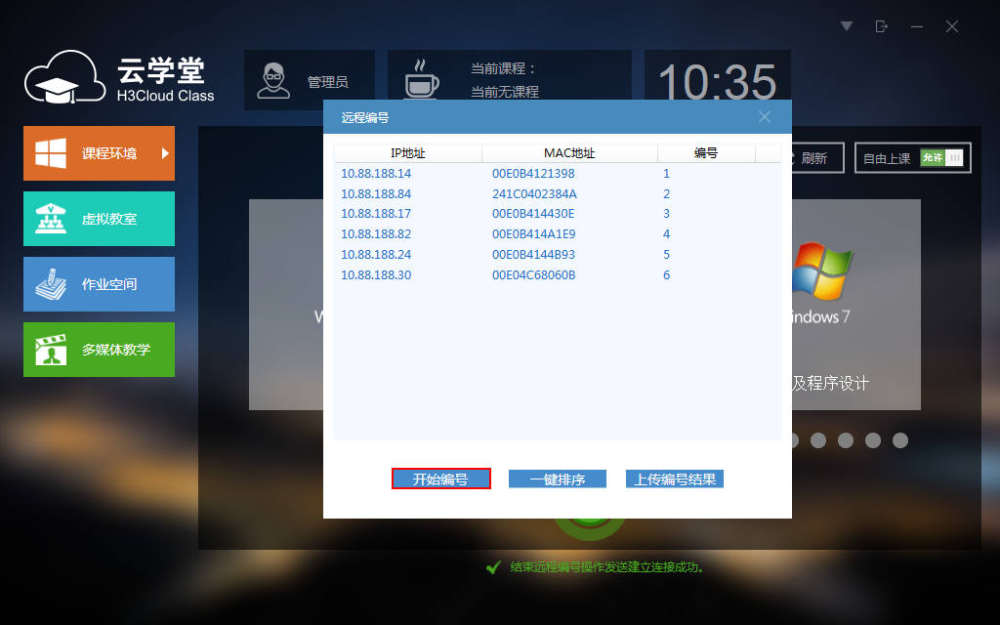 云学堂
H3Cloud Class
管理员
当前课程：
当前无课程
10:35
课程环境
虚拟教室
作业空间
多媒体教学
刷新
自由上课
允许
远程编号
IP地址 MAC地址 编号
10.88.188.14 00E0B4121398 1
10.88.188.84 241C0402384A 2
10.88.188.17 00E0B414430E 3
10.88.188.82 00E0B414A1E9 4
10.88.188.24 00E0B4144B93 5
10.88.188.30 00E04C68060B 6
W
indows 7
及程序设计
开始编号 一键排序 上传编号结果
结束远程编号操作发送建立连接成功。